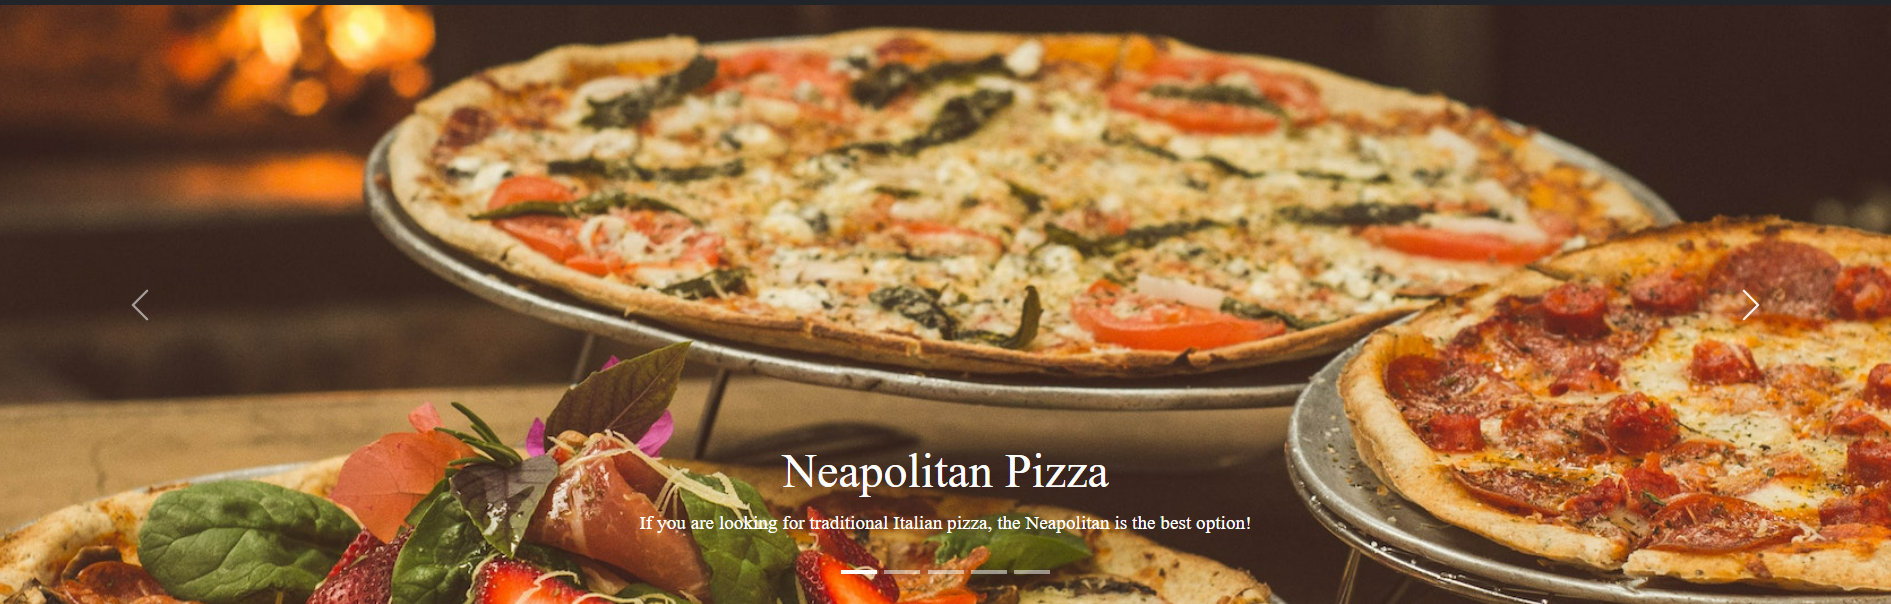 Neapolitan Pizza
If you are looking for traditional Italian pizza, the Neapolitan is the best option!